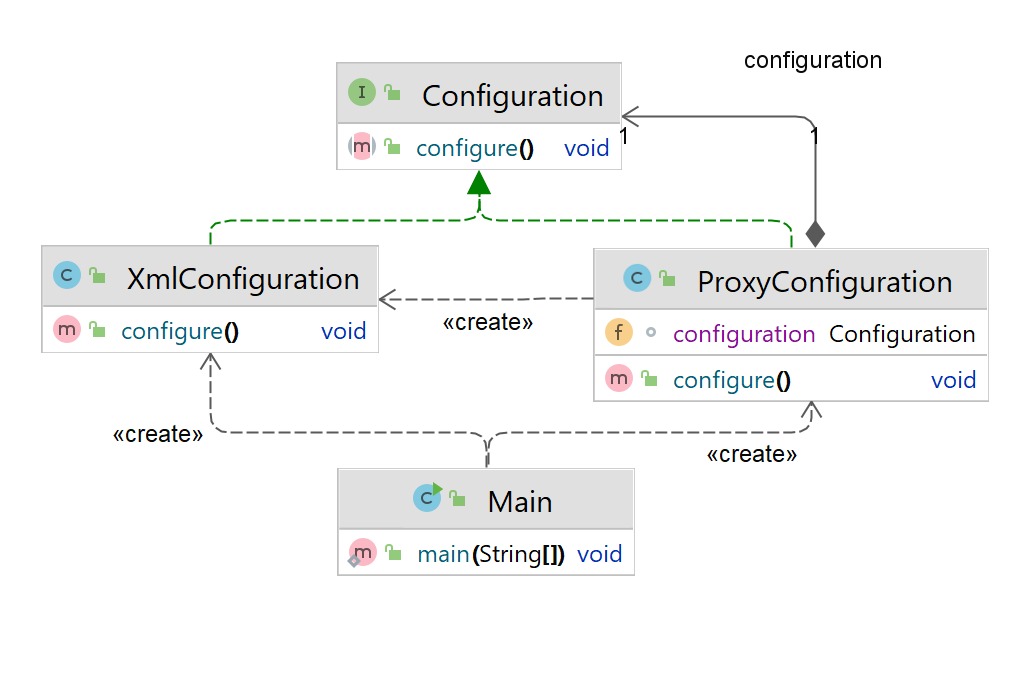 configuration
I Configuration
1 1
m configure() void
C XmlConfiguration
m configure() void
C ProxyConfiguration
f configuration Configuration
m configure() void
«create»
«create»
«create»
C Main
m main(String[]) void